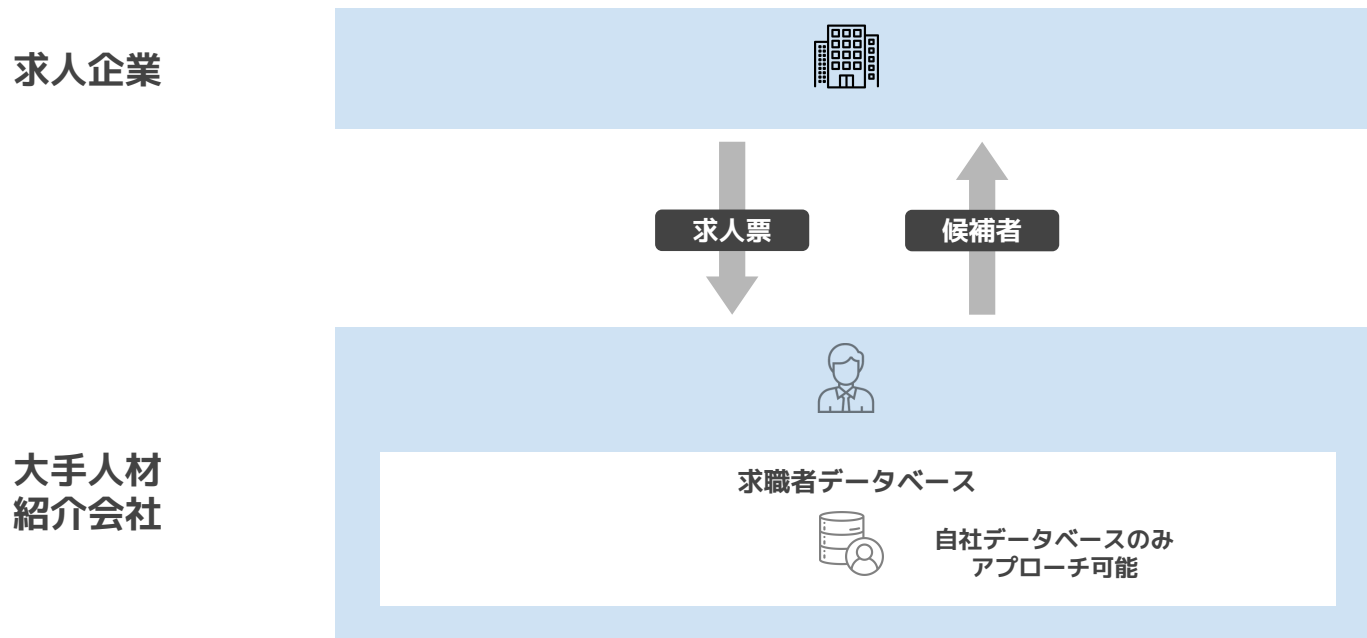 求人企業
求人票
候補者
大手人材
紹介会社
求職者データベース
自社データベースのみ
アプローチ可能